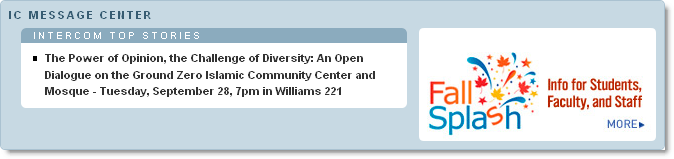 IC MESSAGE CENTER
INTERCOM TOP STORIES
The Power of Opinion, the Challenge of Diversity: An Open
Dialogue on the Ground Zero Islamic Community Center and
Mosque - Tuesday, September 28, 7pm in Williams 221
Fall
Splash
Info for Students,
Faculty, and Staff
MORE